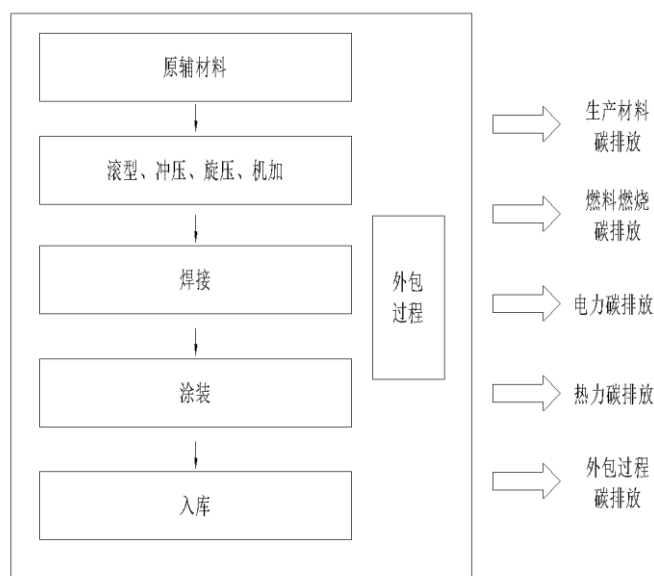 原辅材料
滚型、冲压、旋压、机加
焊接
涂装
入库
外包
过程
生产材料
碳排放
燃料燃烧
碳排放
电力碳排放
热力碳排放
外包过程
碳排放